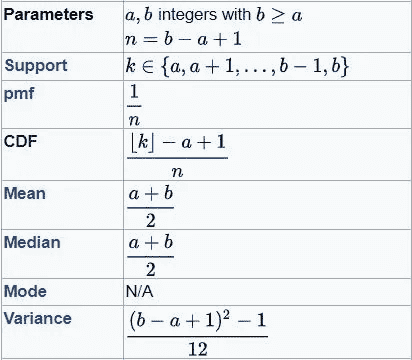 Parameters a, b integers with b ≥ a
n = b − a + 1
Support k ∈ {a, a + 1, …, b − 1, b}
pmf 1/n
CDF (⌊k⌋ − a + 1)/n
Mean (a + b)/2
Median (a + b)/2
Mode N/A
Variance ((b − a + 1)² − 1)/12